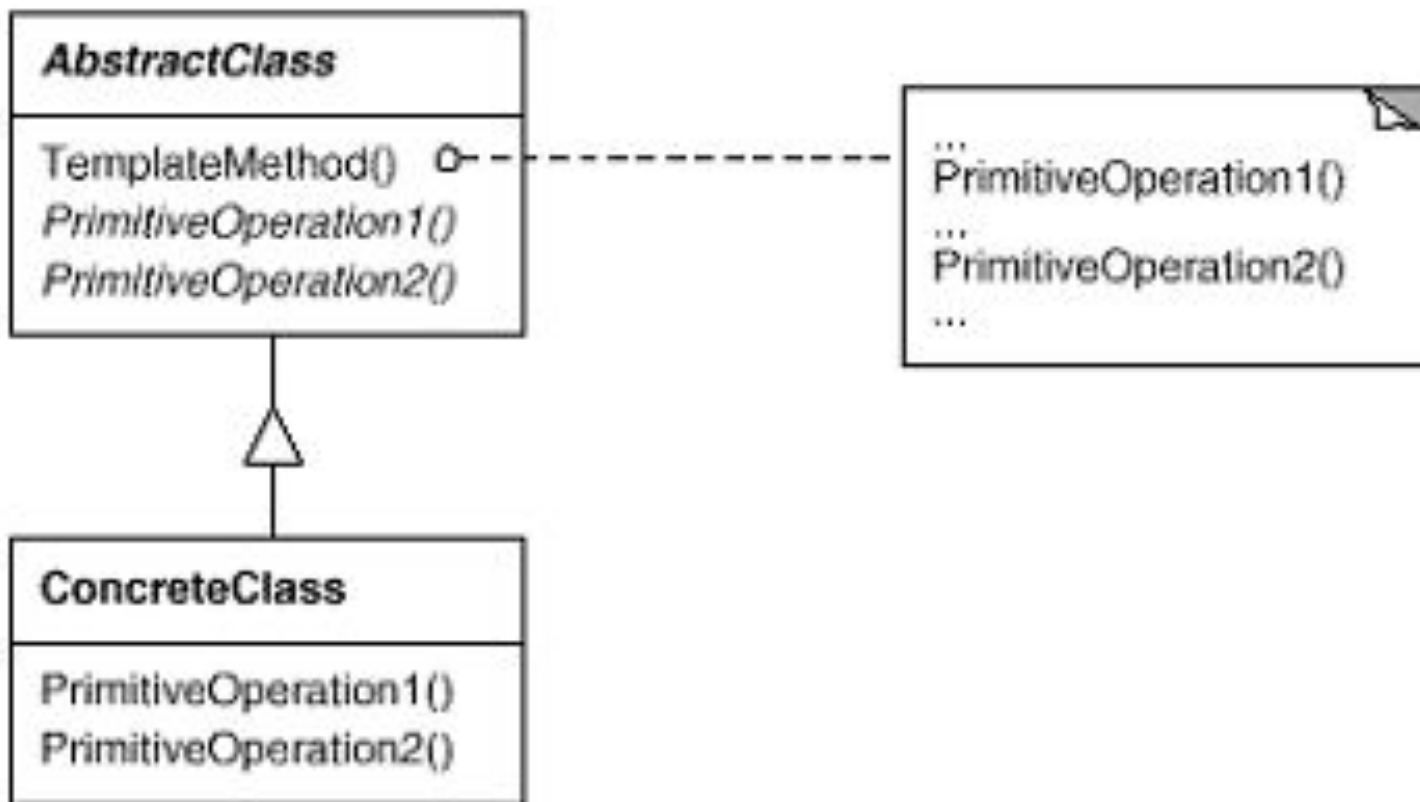 AbstractClass
TemplateMethod()
PrimitiveOperation1()
PrimitiveOperation2()
...
PrimitiveOperation1()
...
PrimitiveOperation2()
...
ConcreteClass
PrimitiveOperation1()
PrimitiveOperation2()